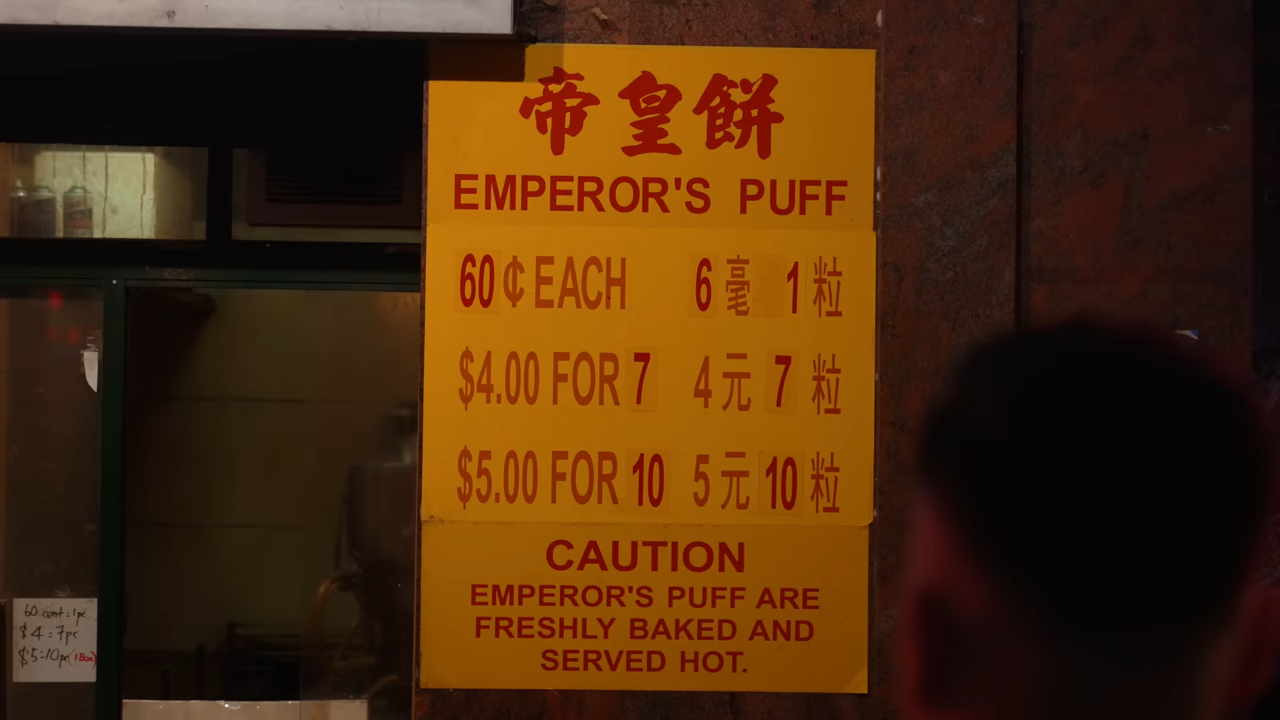 帝皇餅
EMPEROR'S PUFF
60¢ EACH 6毫 1粒
$4.00 FOR 7 4元 7粒
$5.00 FOR 10 5元 10粒
CAUTION
EMPEROR'S PUFF ARE
FRESHLY BAKED AND
SERVED HOT.
60 cent = 1pc
$4 = 7pc
$5=10pc(1Box)